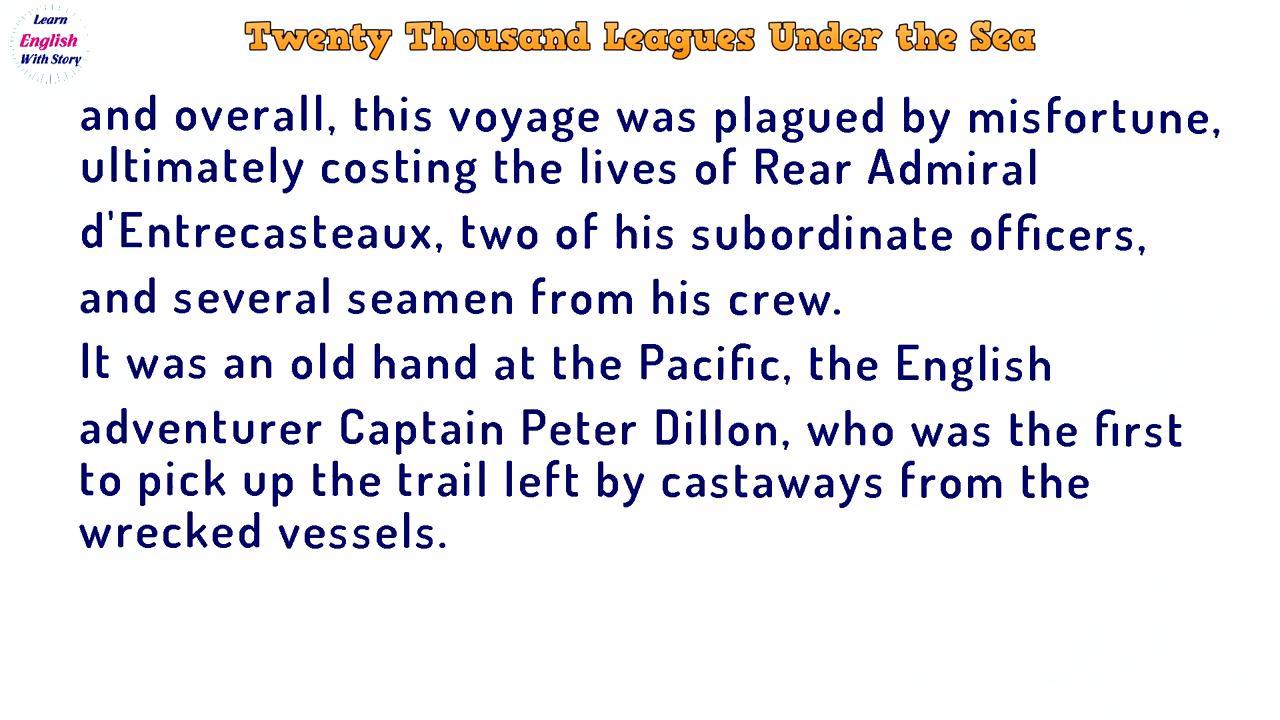 Learn
English
With Story
Twenty Thousand Leagues Under the Sea
and overall, this voyage was plagued by misfortune,
ultimately costing the lives of Rear Admiral
d'Entrecasteaux, two of his subordinate officers,
and several seamen from his crew.
It was an old hand at the Pacific, the English
adventurer Captain Peter Dillon, who was the first
to pick up the trail left by castaways from the
wrecked vessels.